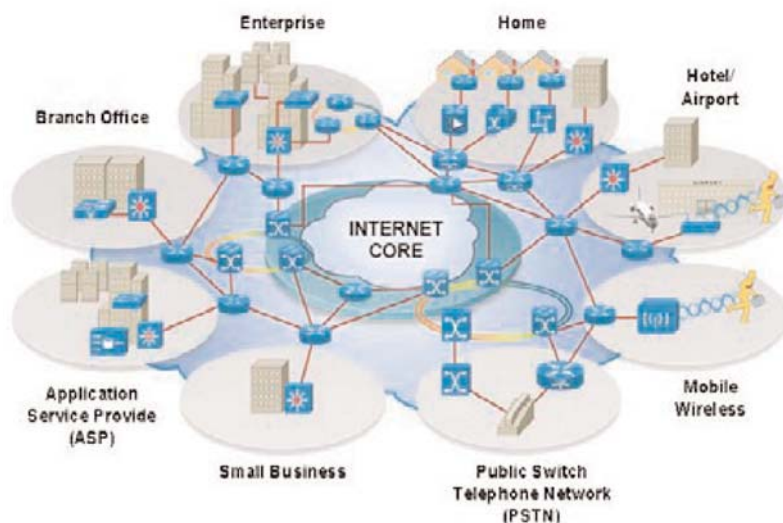 Enterprise
Home
Hotel/
Airport
Branch Office
INTERNET
CORE
Application
Service Provide
(ASP)
Small Business
Public Switch
Telephone Network
(PSTN)
Mobile
Wireless